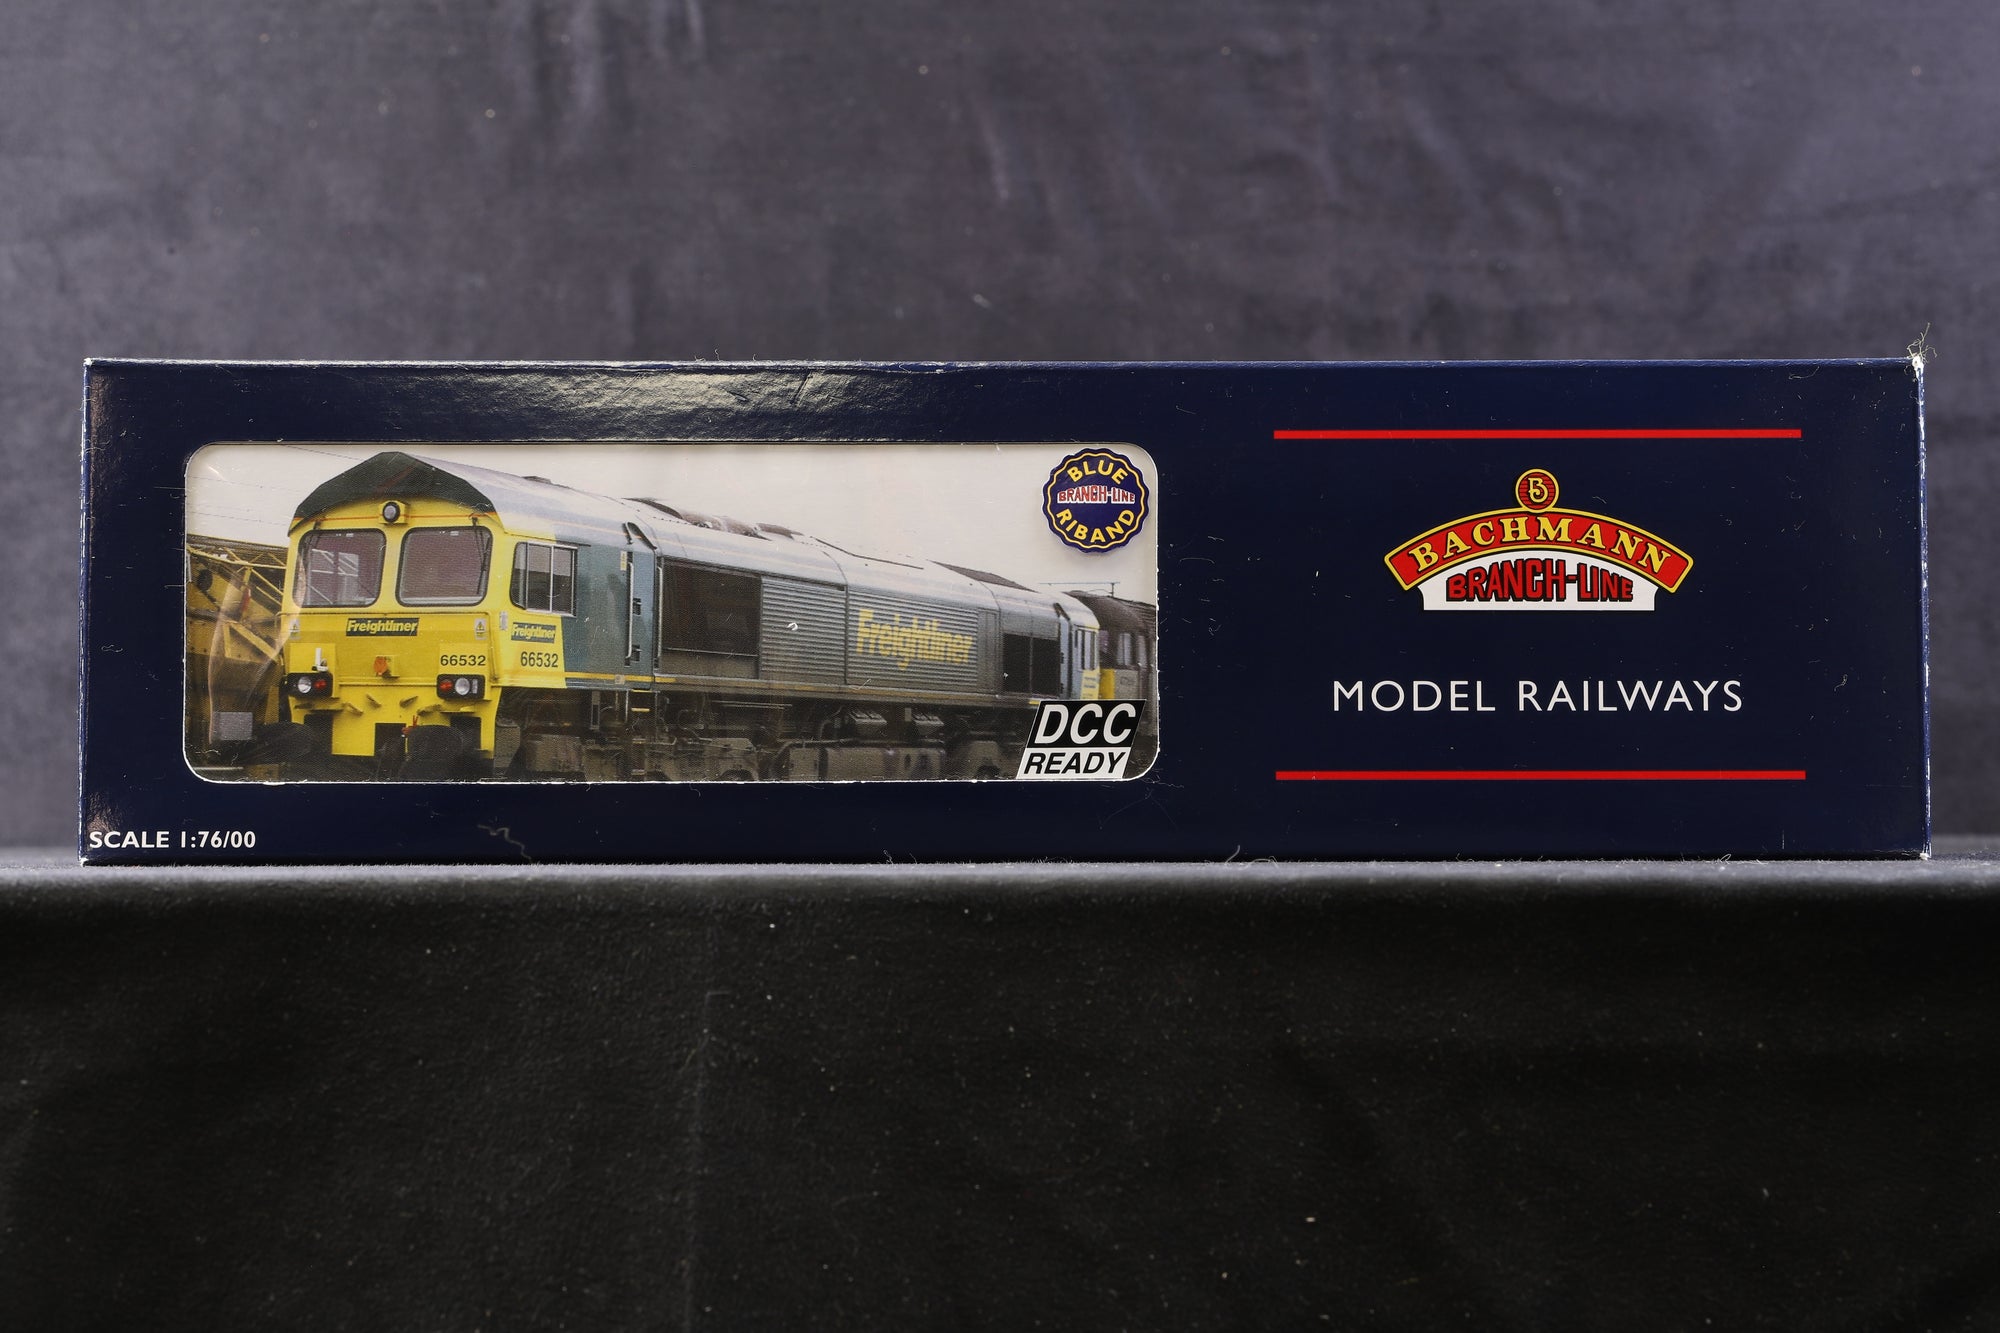 BLUE
BRANCH-LINE
RIBAND
Freightliner
Freightliner
66532
66532
Freightliner
DCC
READY
SCALE 1:76/00
B
BACHMANN
BRANCH-LINE
MODEL RAILWAYS